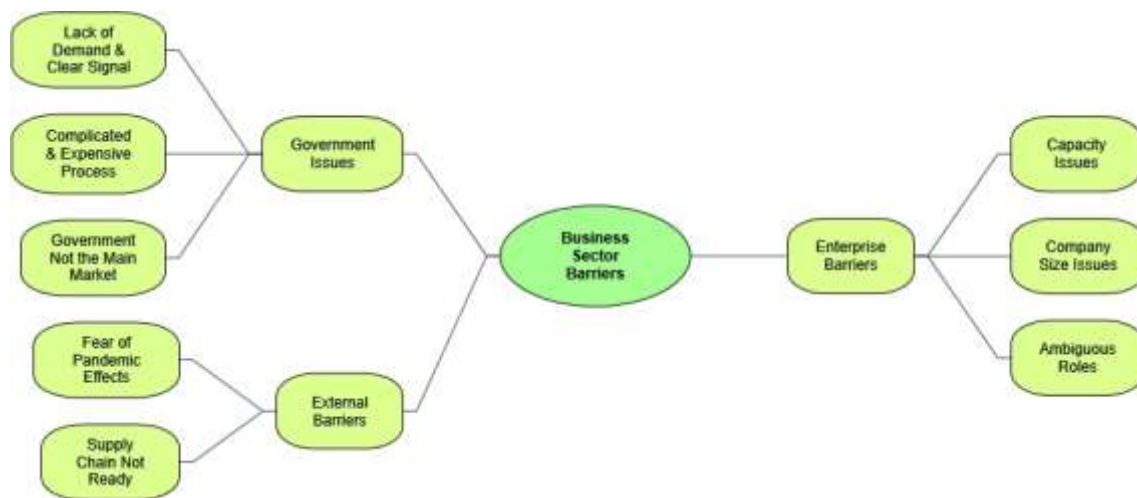 Lack of
Demand &
Clear Signal
Complicated
& Expensive
Process
Government
Not the Main
Market
Government
Issues
Fear of
Pandemic
Effects
Supply
Chain Not
Ready
External
Barriers
Business
Sector
Barriers
Enterprise
Barriers
Capacity
Issues
Company
Size Issues
Ambiguous
Roles